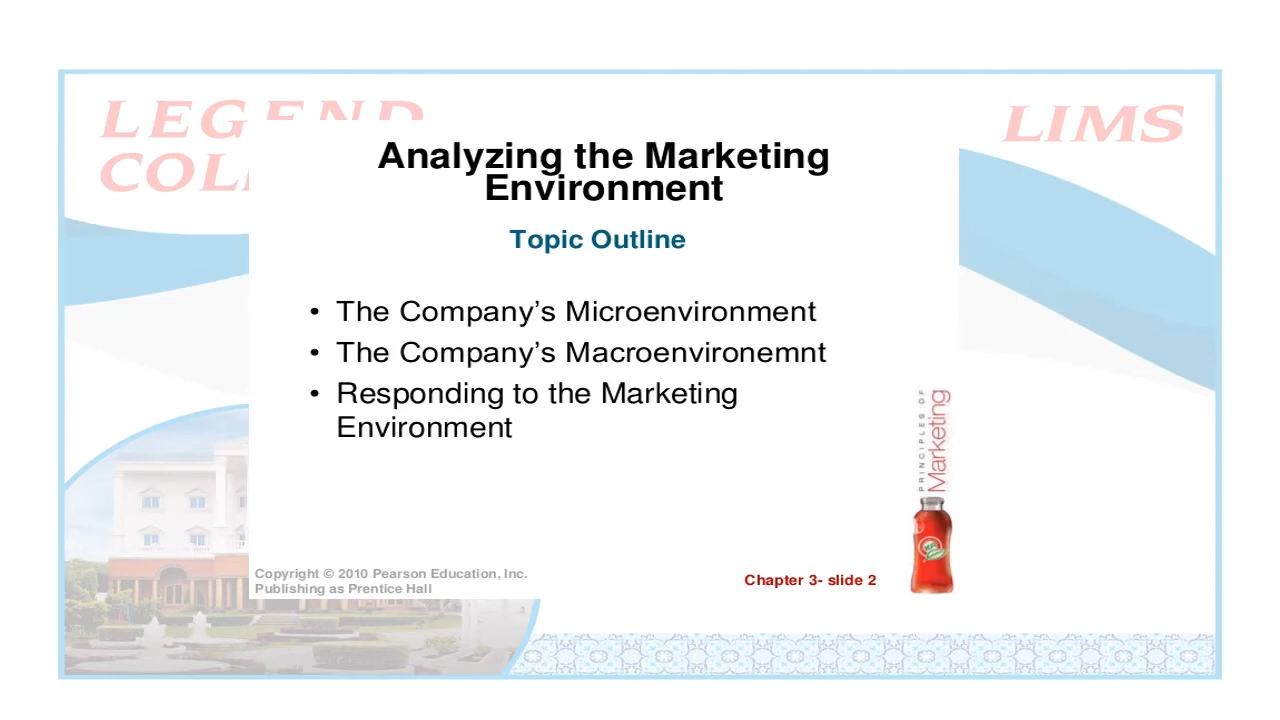 LEGEND
LIMS
Analyzing the Marketing
Environment
Topic Outline
• The Company’s Microenvironment
• The Company’s Macroenvironemnt
• Responding to the Marketing
Environment
PRINCIPLES OF
Marketing
Copyright © 2010 Pearson Education, Inc.
Publishing as Prentice Hall
Chapter 3- slide 2